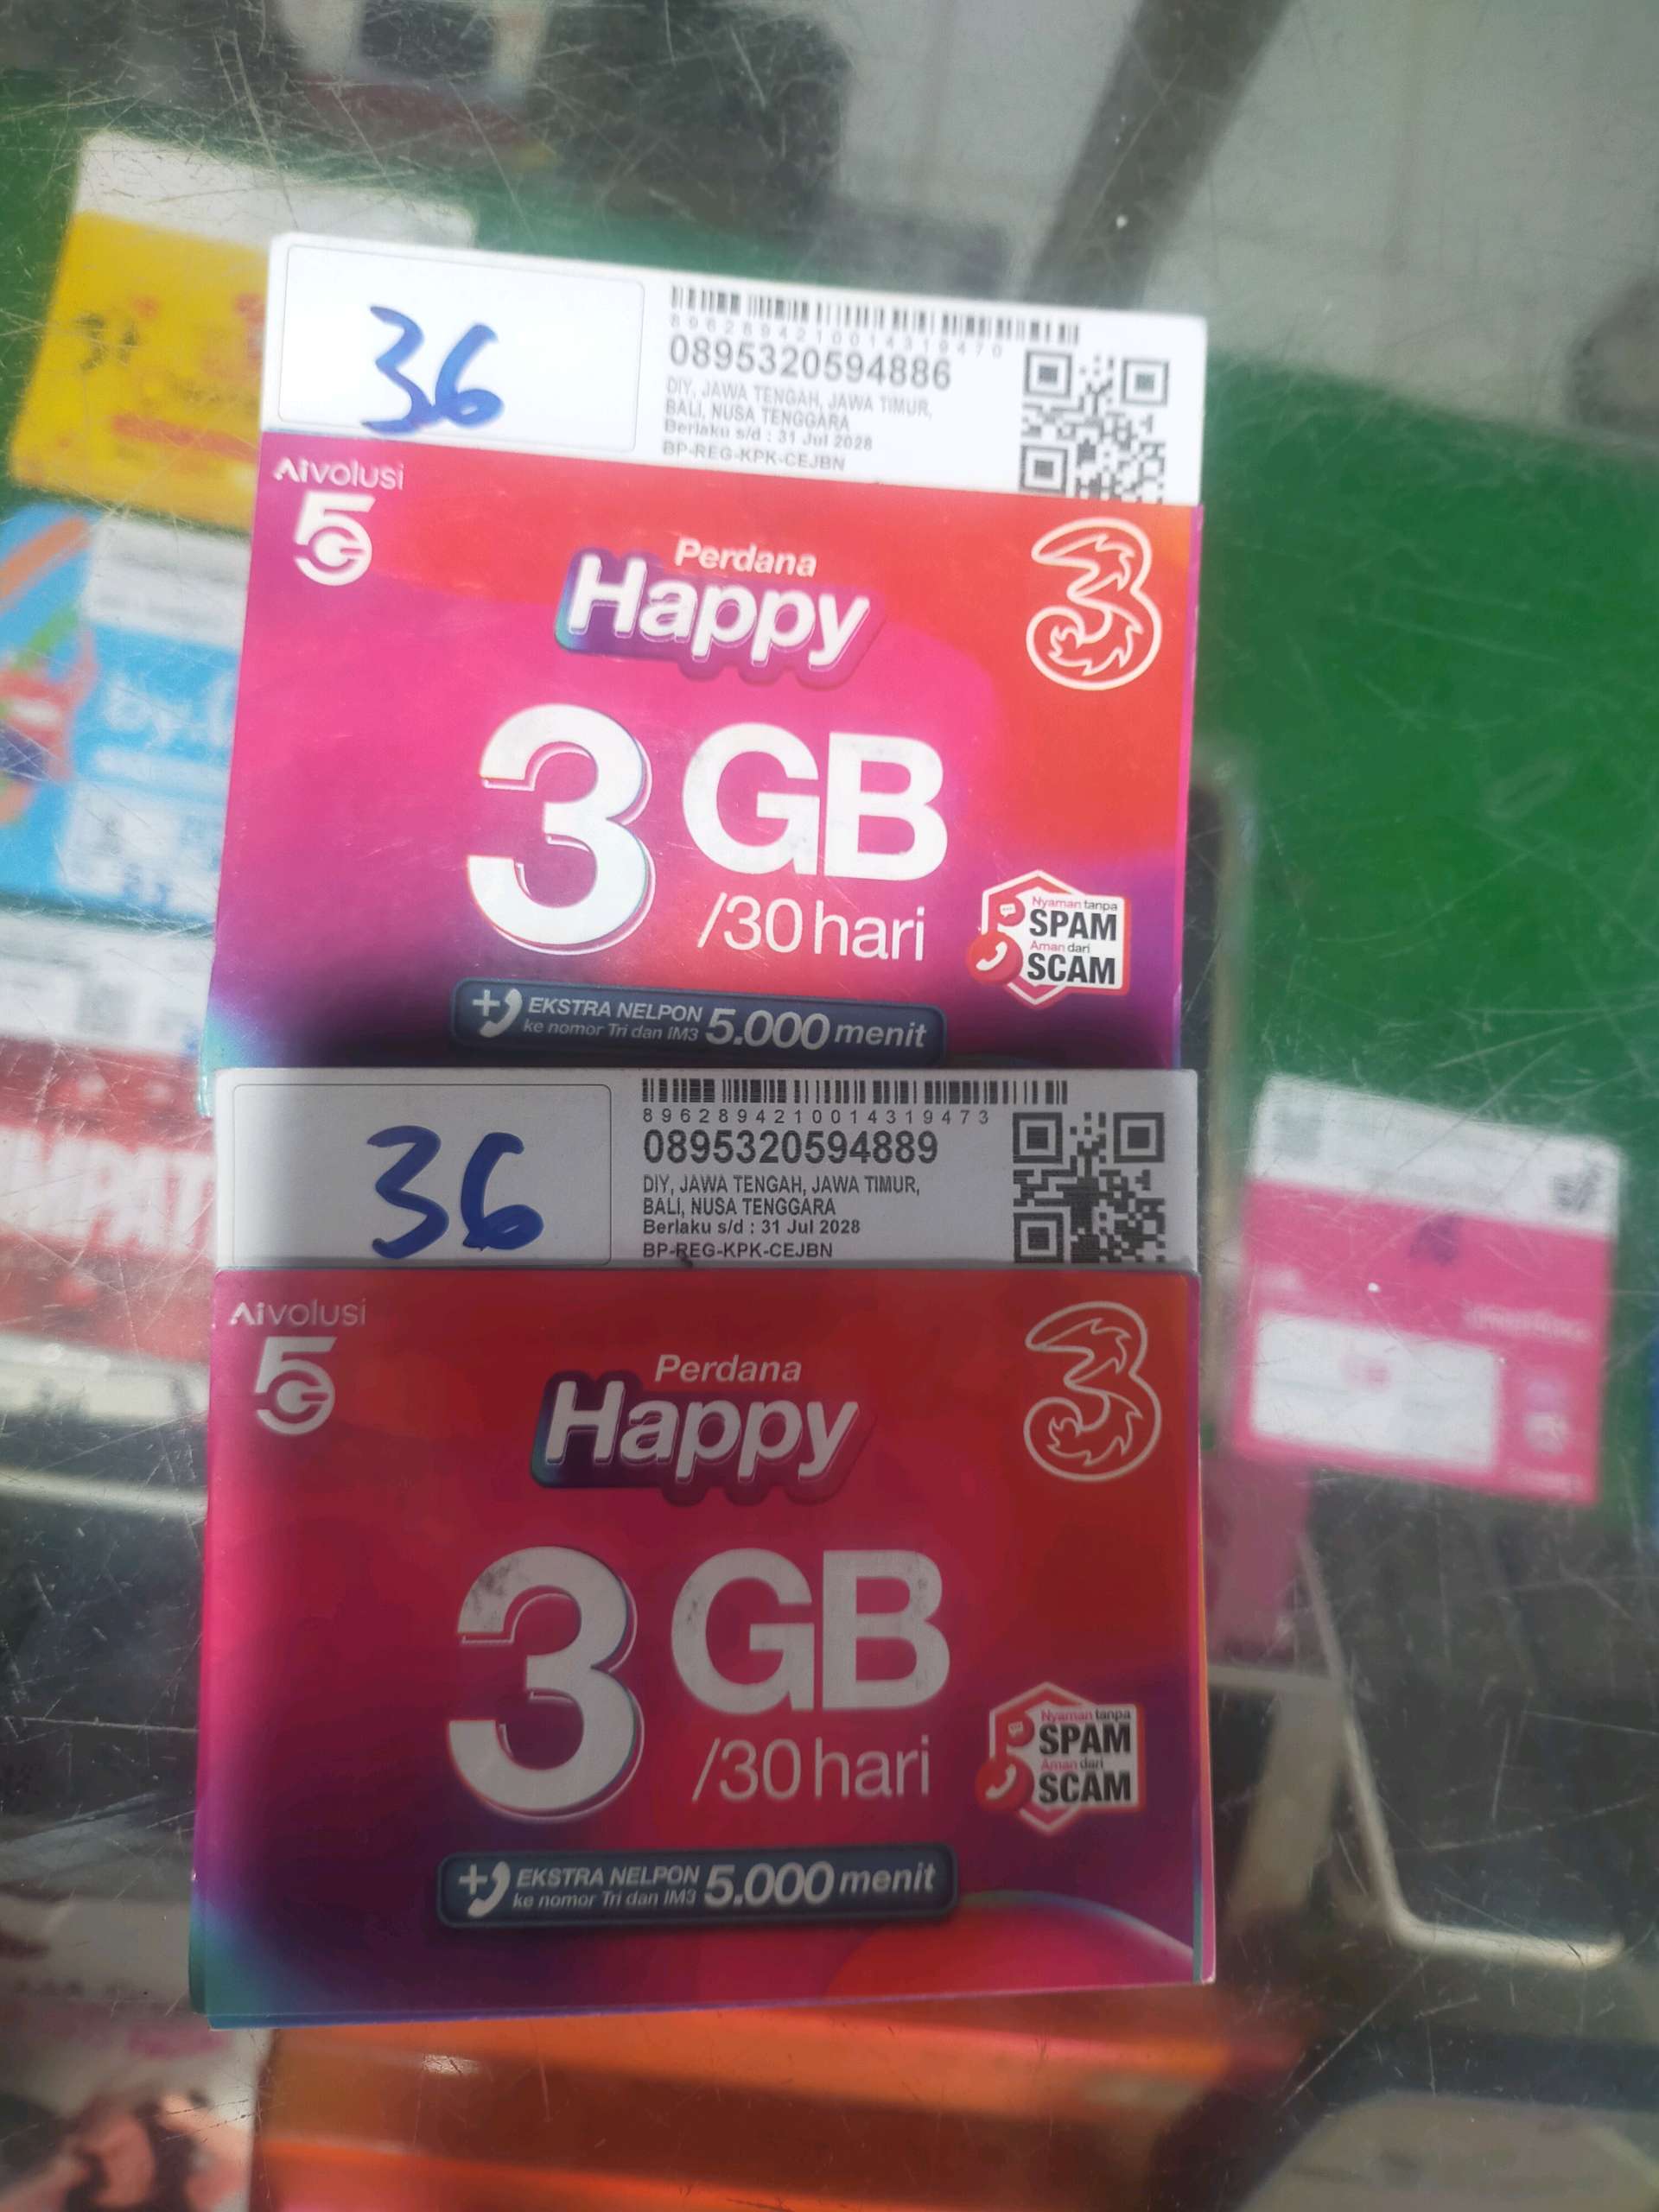 36
8962894210014319470
0895320594886
DIY, JAWA TENGAH, JAWA TIMUR,
BALI, NUSA TENGGARA
Berlaku s/d : 31 Jul 2028
BP-REG-KPK-CEJBN
Aivolusi
5G
Perdana
Happy
3
3 GB
/30 hari
Nyaman tanpa
SPAM
Aman dari
SCAM
+ EKSTRA NELPON
ke nomor Tri dan IM3
5.000 menit
36
8962894210014319473
0895320594889
DIY, JAWA TENGAH, JAWA TIMUR,
BALI, NUSA TENGGARA
Berlaku s/d : 31 Jul 2028
BP-REG-KPK-CEJBN
Aivolusi
5G
Perdana
Happy
3
3 GB
/30 hari
Nyaman tanpa
SPAM
Aman dari
SCAM
+ EKSTRA NELPON
ke nomor Tri dan IM3
5.000 menit